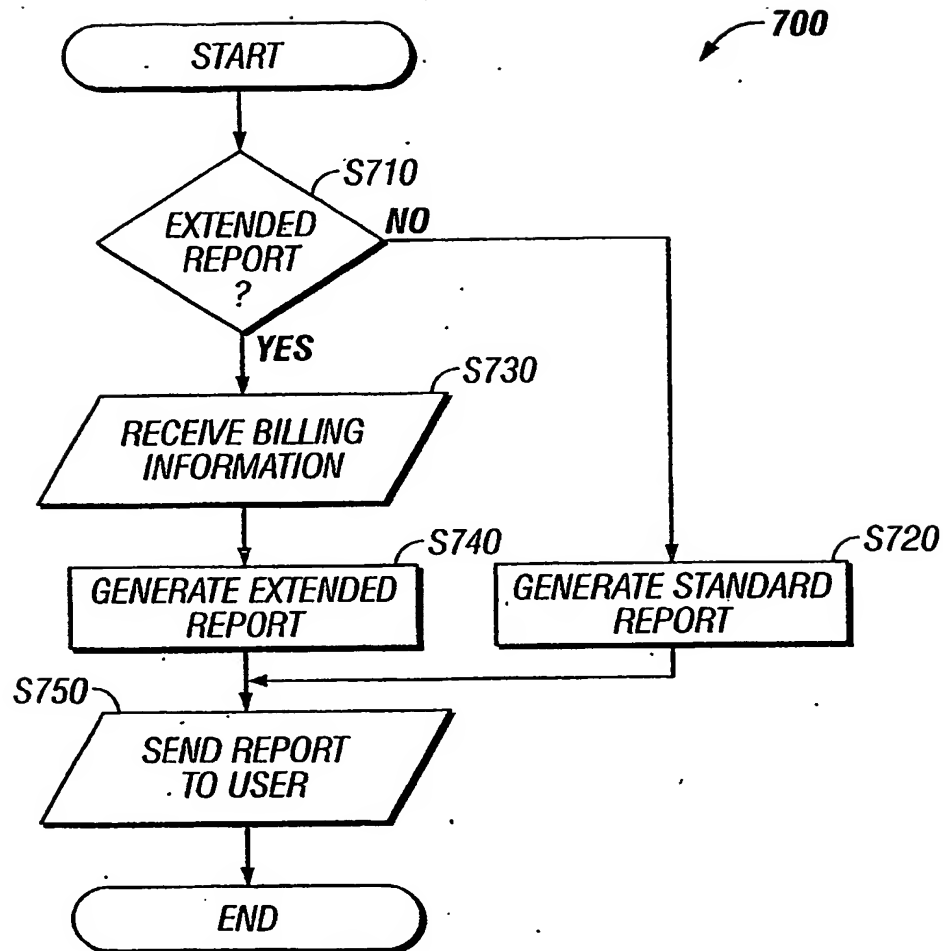 700
START
S710
EXTENDED
REPORT
?
NO
YES
S730
RECEIVE BILLING
INFORMATION
S740
GENERATE EXTENDED
REPORT
S720
GENERATE STANDARD
REPORT
S750
SEND REPORT
TO USER
END